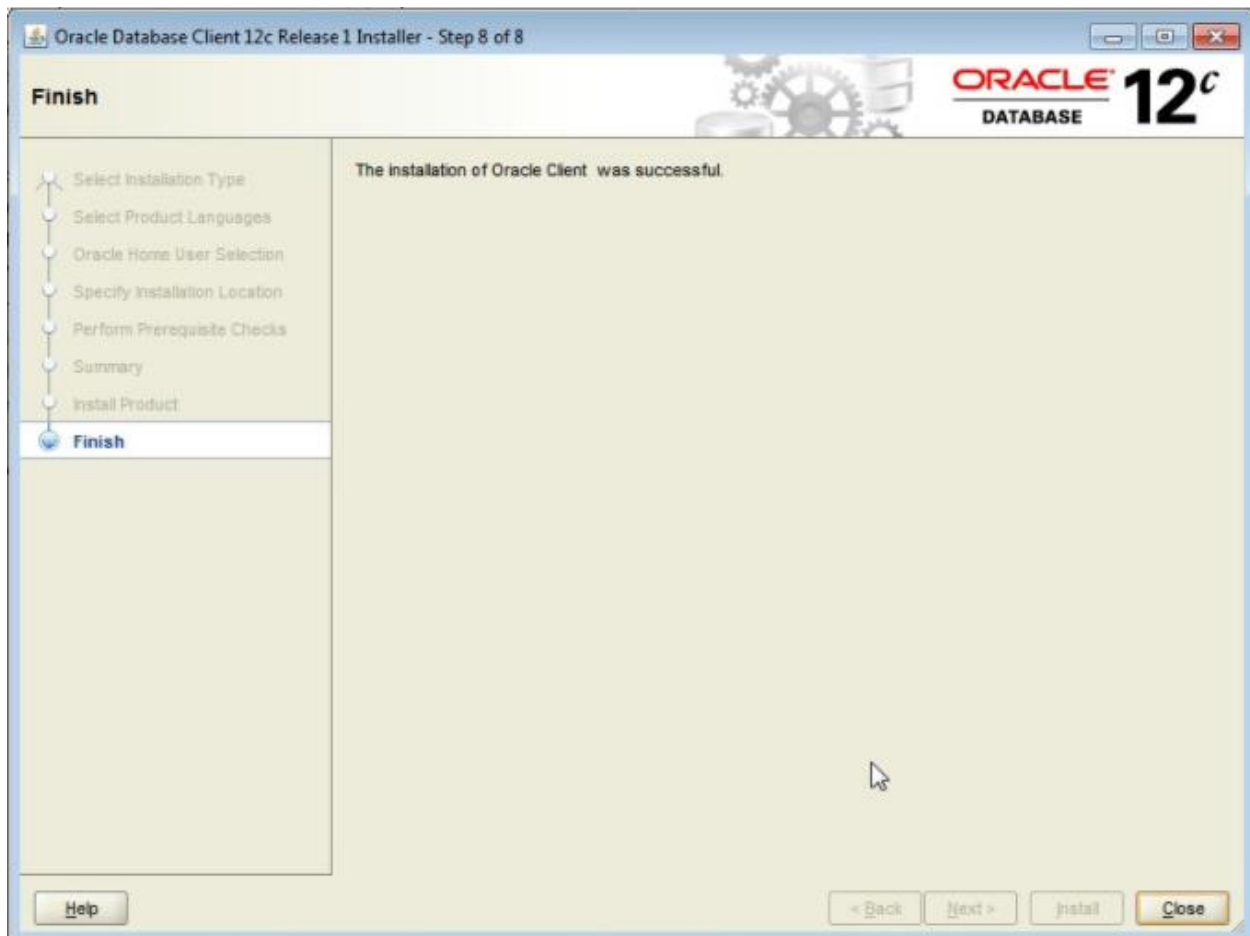 Oracle Database Client 12c Release 1 Installer - Step 8 of 8
Finish
ORACLE
DATABASE
12c
Select Installation Type
Select Product Languages
Oracle Home User Selection
Specify Installation Location
Perform Prerequisite Checks
Summary
Install Product
Finish
The installation of Oracle Client was successful.
Help
< Back
Next >
Install
Close